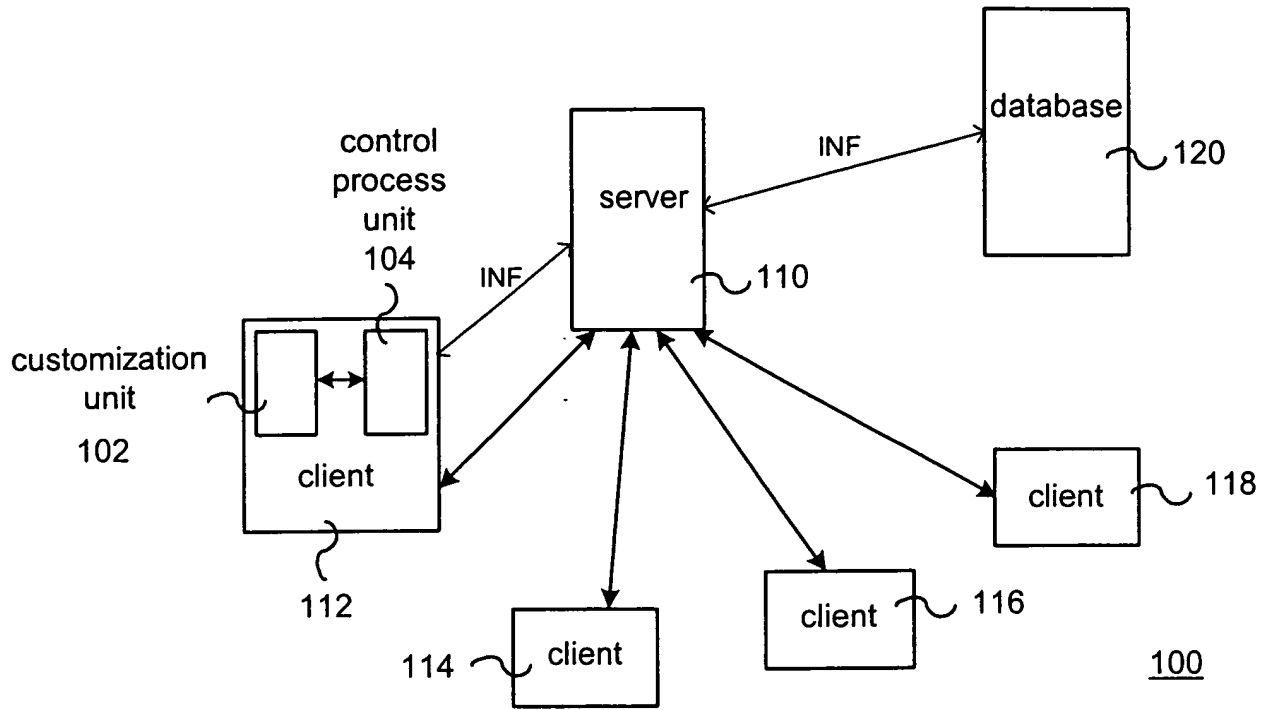 database
120
INF
control
process
unit
104
server
110
INF
customization
unit
102
client
112
client
118
client
116
client
114
100